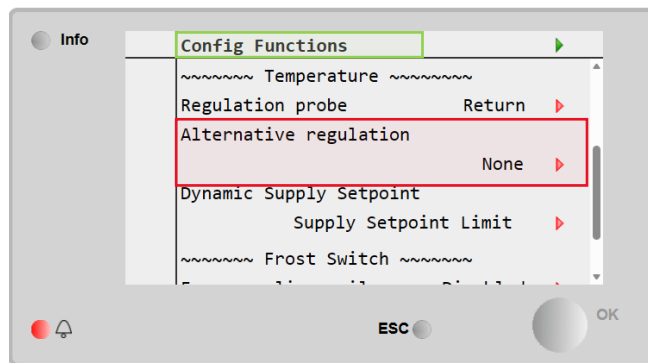 Info
Config Functions
~~~~~~~ Temperature ~~~~~~~~
Regulation probe Return
Alternative regulation
None
Dynamic Supply Setpoint
Supply Setpoint Limit
~~~~~~~ Frost Switch ~~~~~~~
ESC
OK